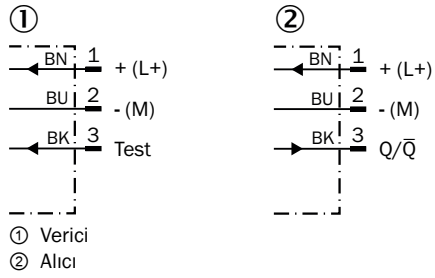 ① ②
BN 1 + (L+) BN 1 + (L+)
BU 2 - (M) BU 2 - (M)
BK 3 Test BK 3 Q/Q̅
① Verici
② Alıcı